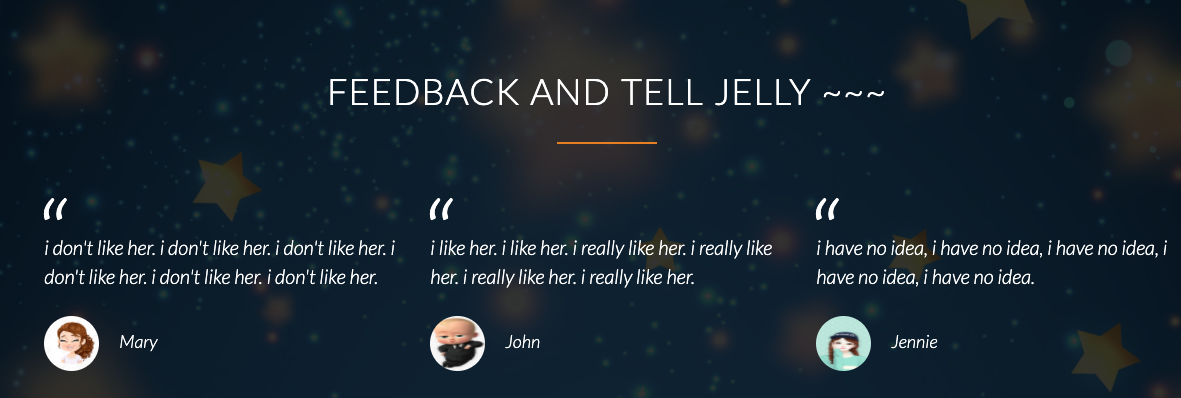 FEEDBACK AND TELL JELLY ~~~
“
i don't like her. i don't like her. i don't like her. i
don't like her. i don't like her. i don't like her.
Mary
“
i like her. i like her. i really like her. i really like
her. i really like her. i really like her.
John
“
i have no idea, i have no idea, i have no idea, i
have no idea, i have no idea.
Jennie